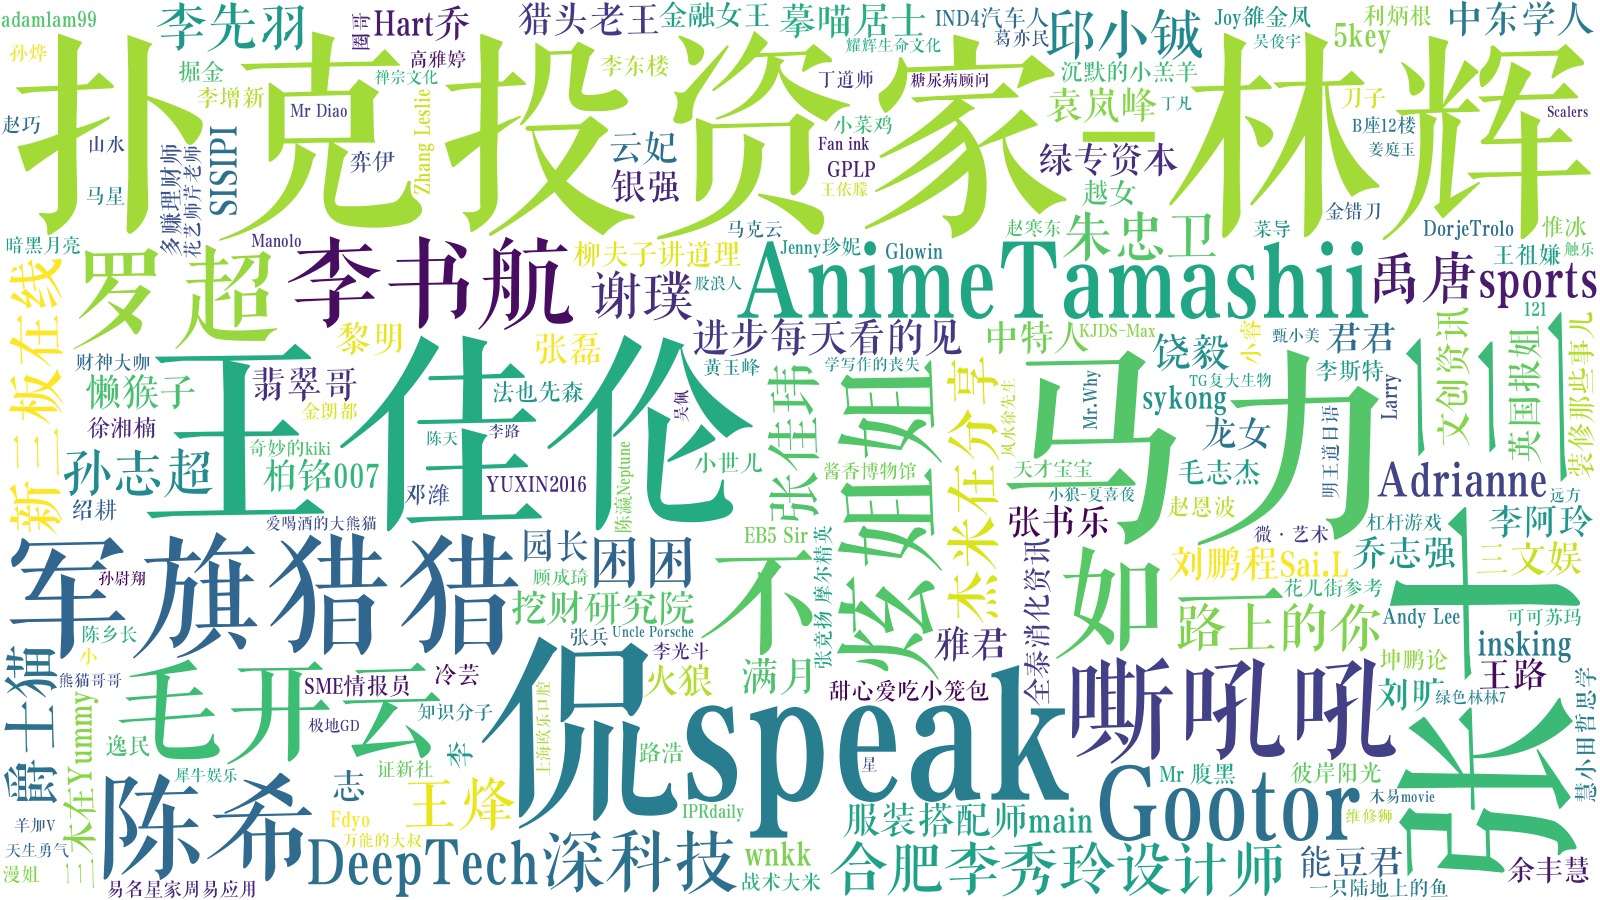 adamlam99
李先羽
圈哥
Hart乔
猎头老王
金融女王
摹喵居士
IND4汽车人
邱小铖
Joy雒金凤
利炳根
中东学人
孙烨
掘金
高雅婷
禅宗文化
李东楼
耀辉生命文化
葛亦民
吴俊宇
5key
扑克投资家
林辉
李增新
Mr Diao
Zhang Leslie
丁道师
糖尿病顾问
沉默的小羔羊
袁岚峰
丁凡
刀子
Scalers
赵巧
山水
弈伊
云妃
小菜鸡
Fan ink
GPLP
一
绿专资本
B座12楼
姜庭玉
马星
多赚理财师
花艺师芹老师
SISIPI
银强
王依朦
越女
金错刀
暗黑月亮
Manolo
马克云
赵寒东
朱忠卫
菜导
DorjeTrolo
惟冰
罗超
李书航
柳夫子讲道理
谢璞
股浪人
Jenny珍妮
Glowin
AnimeTamashii
禹唐sports
王祖嫌
触乐
新三板在线
财神大咖
黎明
张磊
进步每天看的见
中特人
KJDS-Max
饶毅
小睿
甄小美
君君
121
懒猴子
翡翠哥
法也先森
黄玉峰
学写作的丧失
TG复大生物
李斯特
文创资讯
英国报姐
装修那些事儿
徐湘楠
金朗都
王佳伦
吴佩
张佳玮
炫姐姐
杰米在分享
风水徐先生
Mr.Why
sykong
马力
Larry
三川
孙志超
奇妙的kiki
陈天
李路
柏铭007
小世儿
酱香博物馆
天才宝宝
毛志杰
龙女
明王道日语
Adrianne
绍耕
邓潍
YUXIN2016
陈瀛Neptune
小狼-夏喜俊
赵恩波
远方
爱喝酒的大熊猫
EB5 Sir
张竞扬 摩尔精英
张书乐
微·艺术
杠杆游戏
李阿玲
军旗猎猎
园长
困困
不
全泰消化资讯
如一
刘鹏程Sai.L
乔志强
三文娱
孙尉翔
顾成琦
挖财研究院
花儿街参考
陈乡长
张兵
Uncle Porsche
雅君
路上的你
Andy Lee
可可苏玛
小
爵士猫
熊猫哥哥
毛开云
SME情报员
冷芸
李光斗
火狼
满月
甜心爱吃小笼包
嘶吼吼
坤鹏论
insking
王路
刘旷
绿色林林7
三木在Yummy
极地GD
知识分子
侃speak
上海玖乐口腔
路浩
慧小田哲思学
逸民
李
星
Mr 腹黑
彼岸阳光
犀牛娱乐
志
证新社
Gootor
木易movie
陈希
王烽
Fdyo
IPRdaily
服装搭配师main
维修狮
羊加V
万能的大叔
天生勇气
漫姐
DeepTech深科技
wnkk
战术大米
合肥李秀玲设计师
能豆君
余丰慧
易名星家周易应用
一只陆地上的鱼